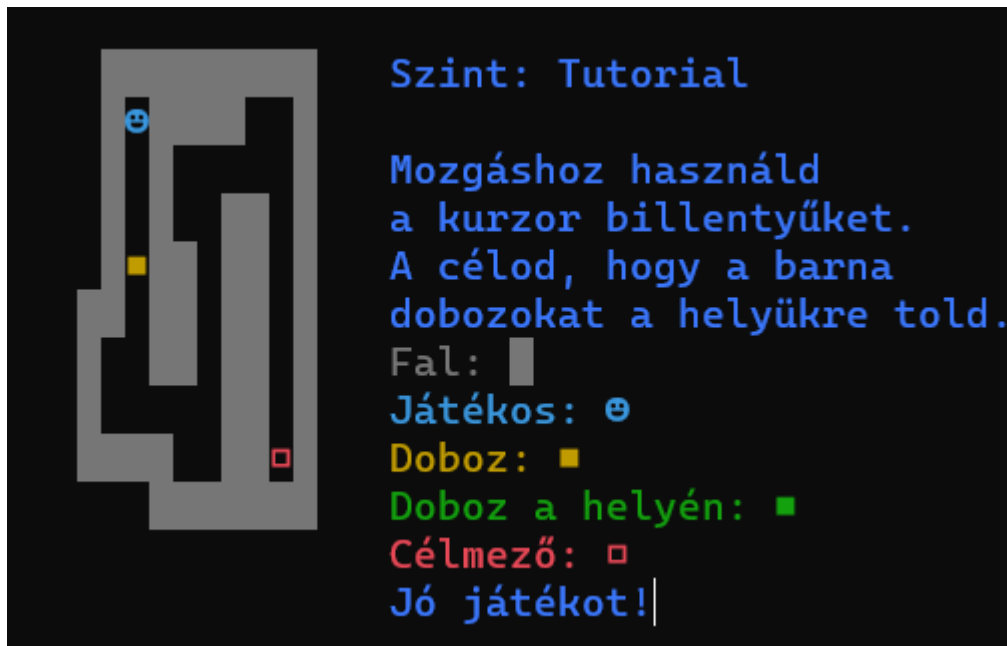 Szint: Tutorial
Mozgáshoz használd
a kurzor billentyűket.
A célod, hogy a barna
dobozokat a helyükre told.
Fal:
Játékos:
Doboz:
Doboz a helyén:
Célmező:
Jó játékot!